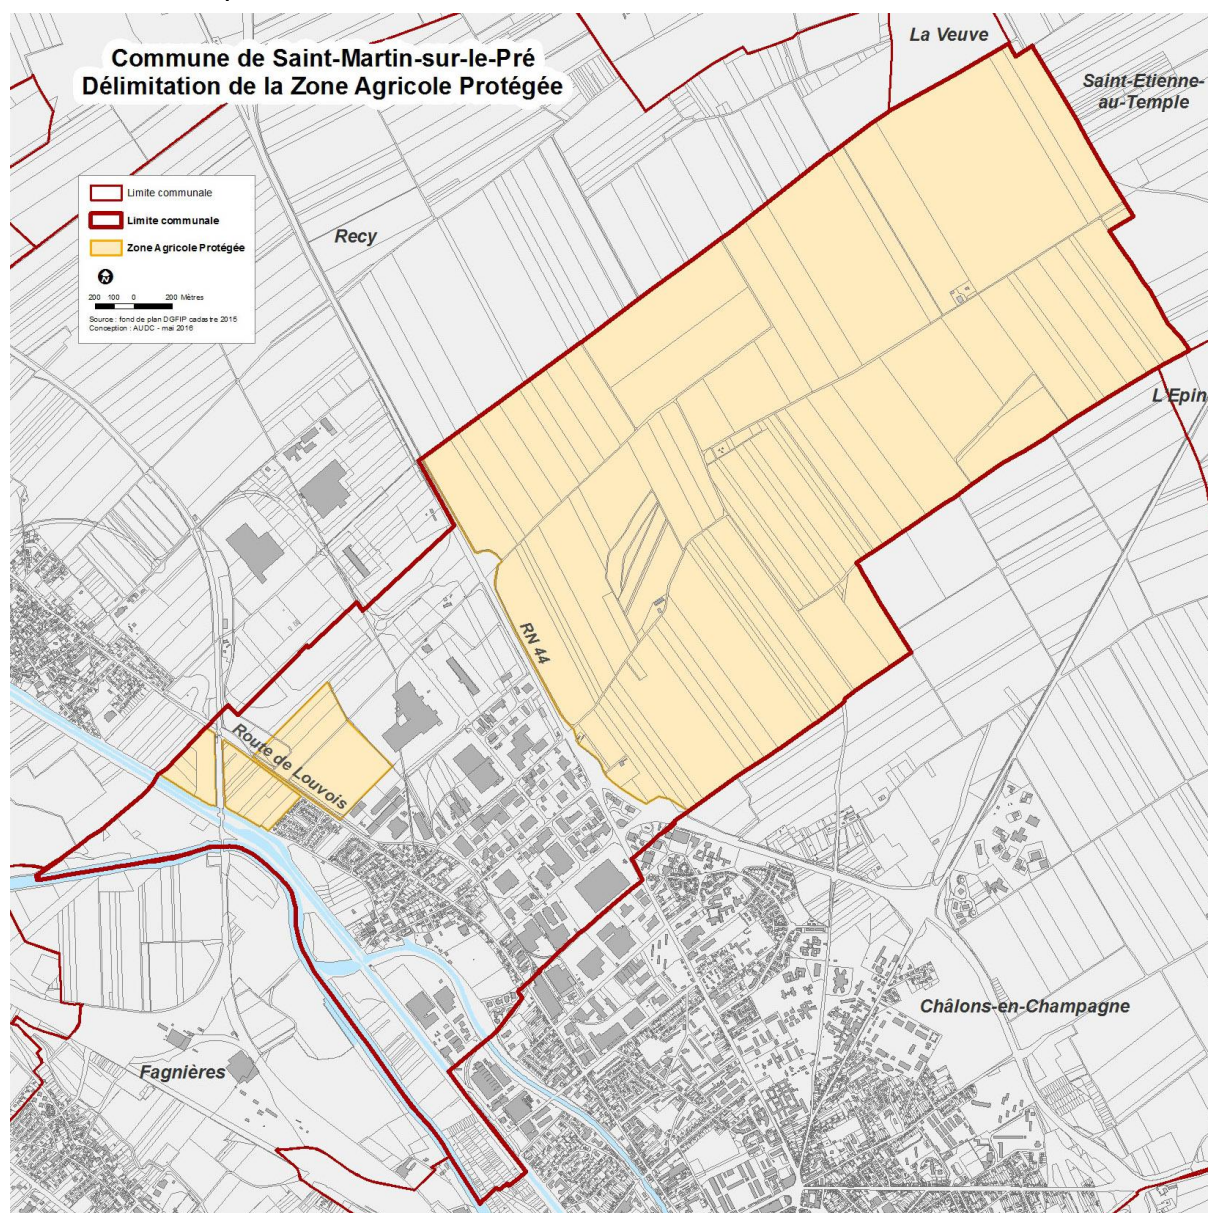 Commune de Saint-Martin-sur-le-Pré
Délimitation de la Zone Agricole Protégée
La Veuve
Saint-Etienne-
au-Temple
Limite communale
Limite communale
Zone Agricole Protégée
N
200 100 0 200 Mètres
Source : fond de plan DGFIP cadastre 2015
Conception : AUDC - mai 2016
Recy
L'Epin
RN 44
Route de Louvois
Châlons-en-Champagne
Fagnières